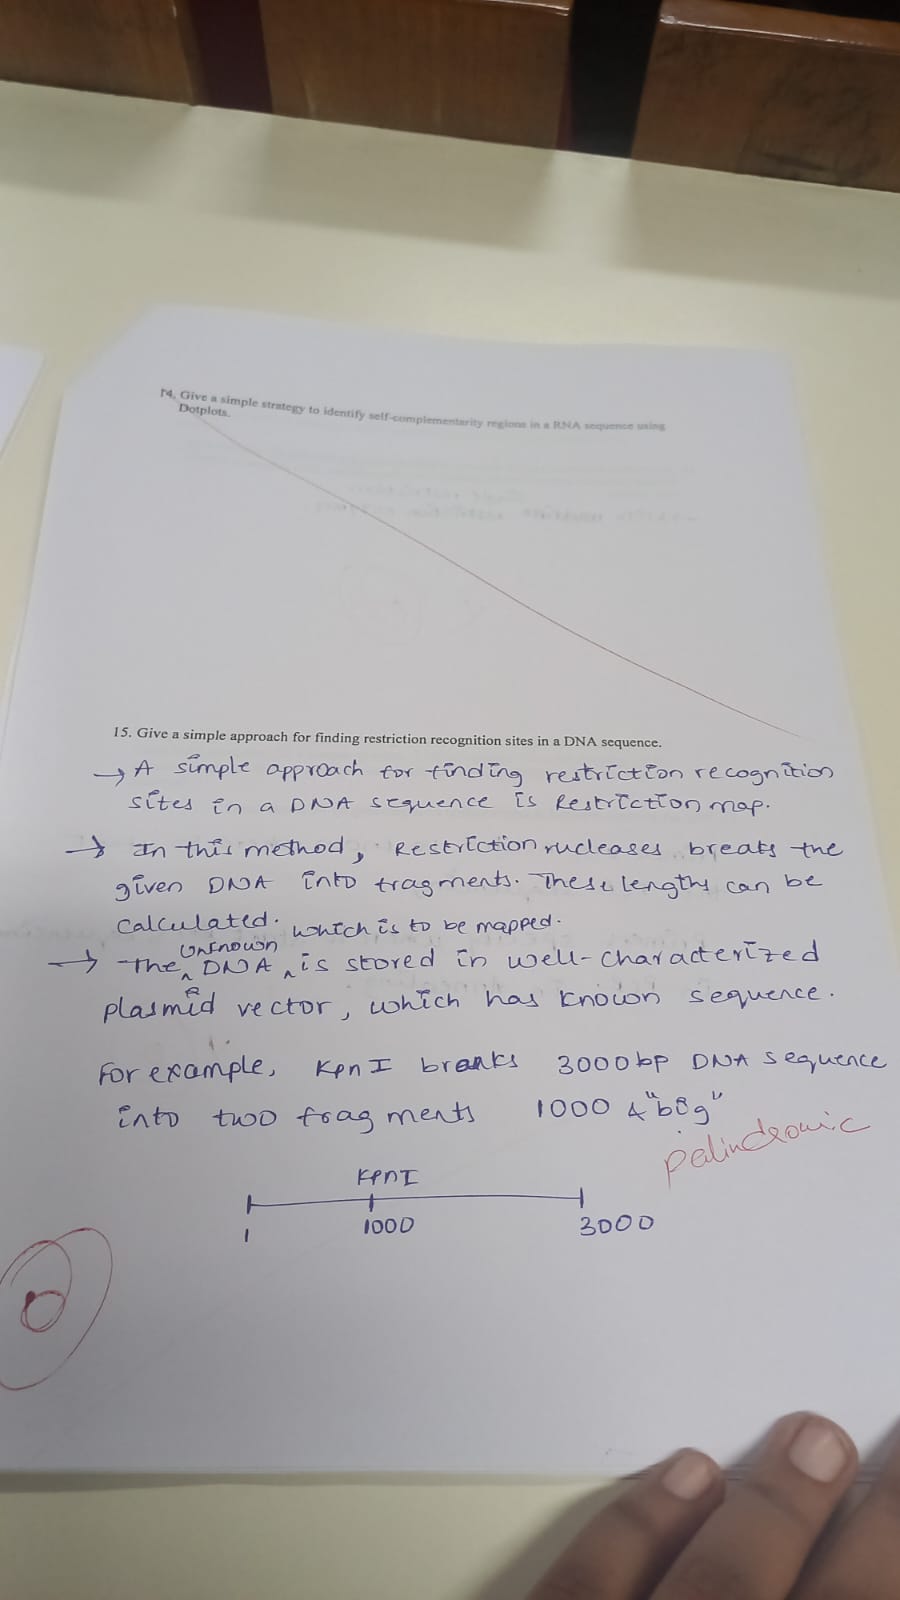 14. Give a simple strategy to identify self-complementarity regions in a RNA sequence using
Dotplots.
15. Give a simple approach for finding restriction recognition sites in a DNA sequence.
→ A simple approach for finding restriction recognition
sites in a DNA sequence is Restriction map.
→ In this method, Restriction nucleases breaks the
given DNA into fragments. These lengths can be
calculated.
which is to be mapped.
Unknown
→ The DNA is stored in well-characterized
plasmid vector, which has known sequence.
For example, KpnI breaks 3000bp DNA sequence
into two fragments 1000 & "big"
palindromic
KpnI
1 1000 3000
0